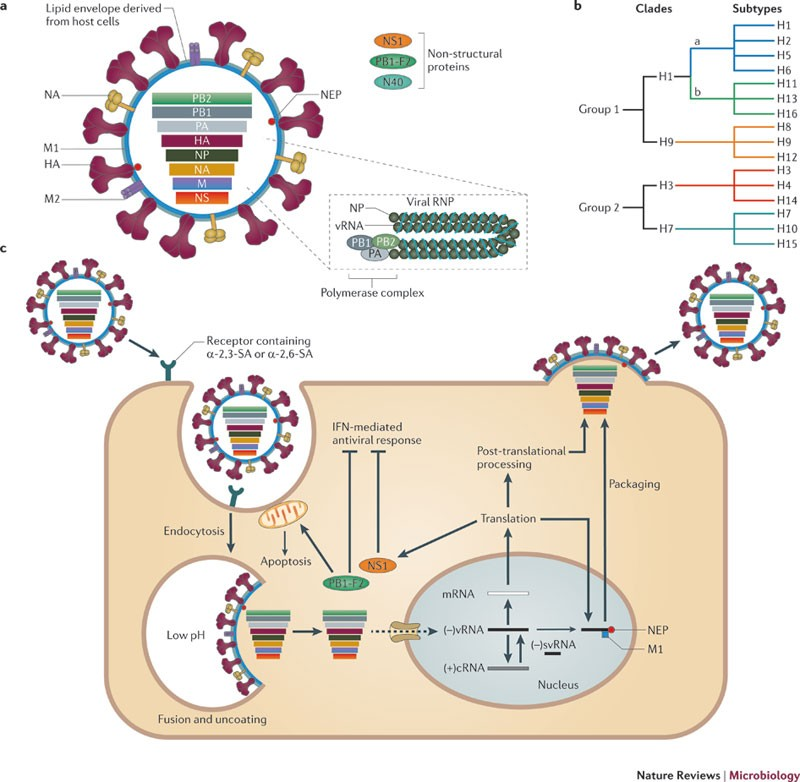 a
Lipid envelope derived
from host cells
NA
M1
HA
M2
NEP
PB2
PB1
PA
HA
NP
NA
M
NS
NS1
PB1-F2
N40
Non-structural
proteins
Viral RNP
NP
vRNA
PB1
PB2
PA
Polymerase complex
b
Clades
Subtypes
Group 1
H1
a
b
H9
Group 2
H3
H7
H1
H2
H5
H6
H11
H13
H16
H8
H9
H12
H3
H4
H14
H7
H10
H15
c
Receptor containing
α-2,3-SA or α-2,6-SA
IFN-mediated
antiviral response
Post-translational
processing
Packaging
Endocytosis
Translation
Apoptosis
NS1
PB1-F2
Low pH
mRNA
(−)vRNA
(−)svRNA
(+)cRNA
NEP
M1
Nucleus
Fusion and uncoating
Nature Reviews | Microbiology